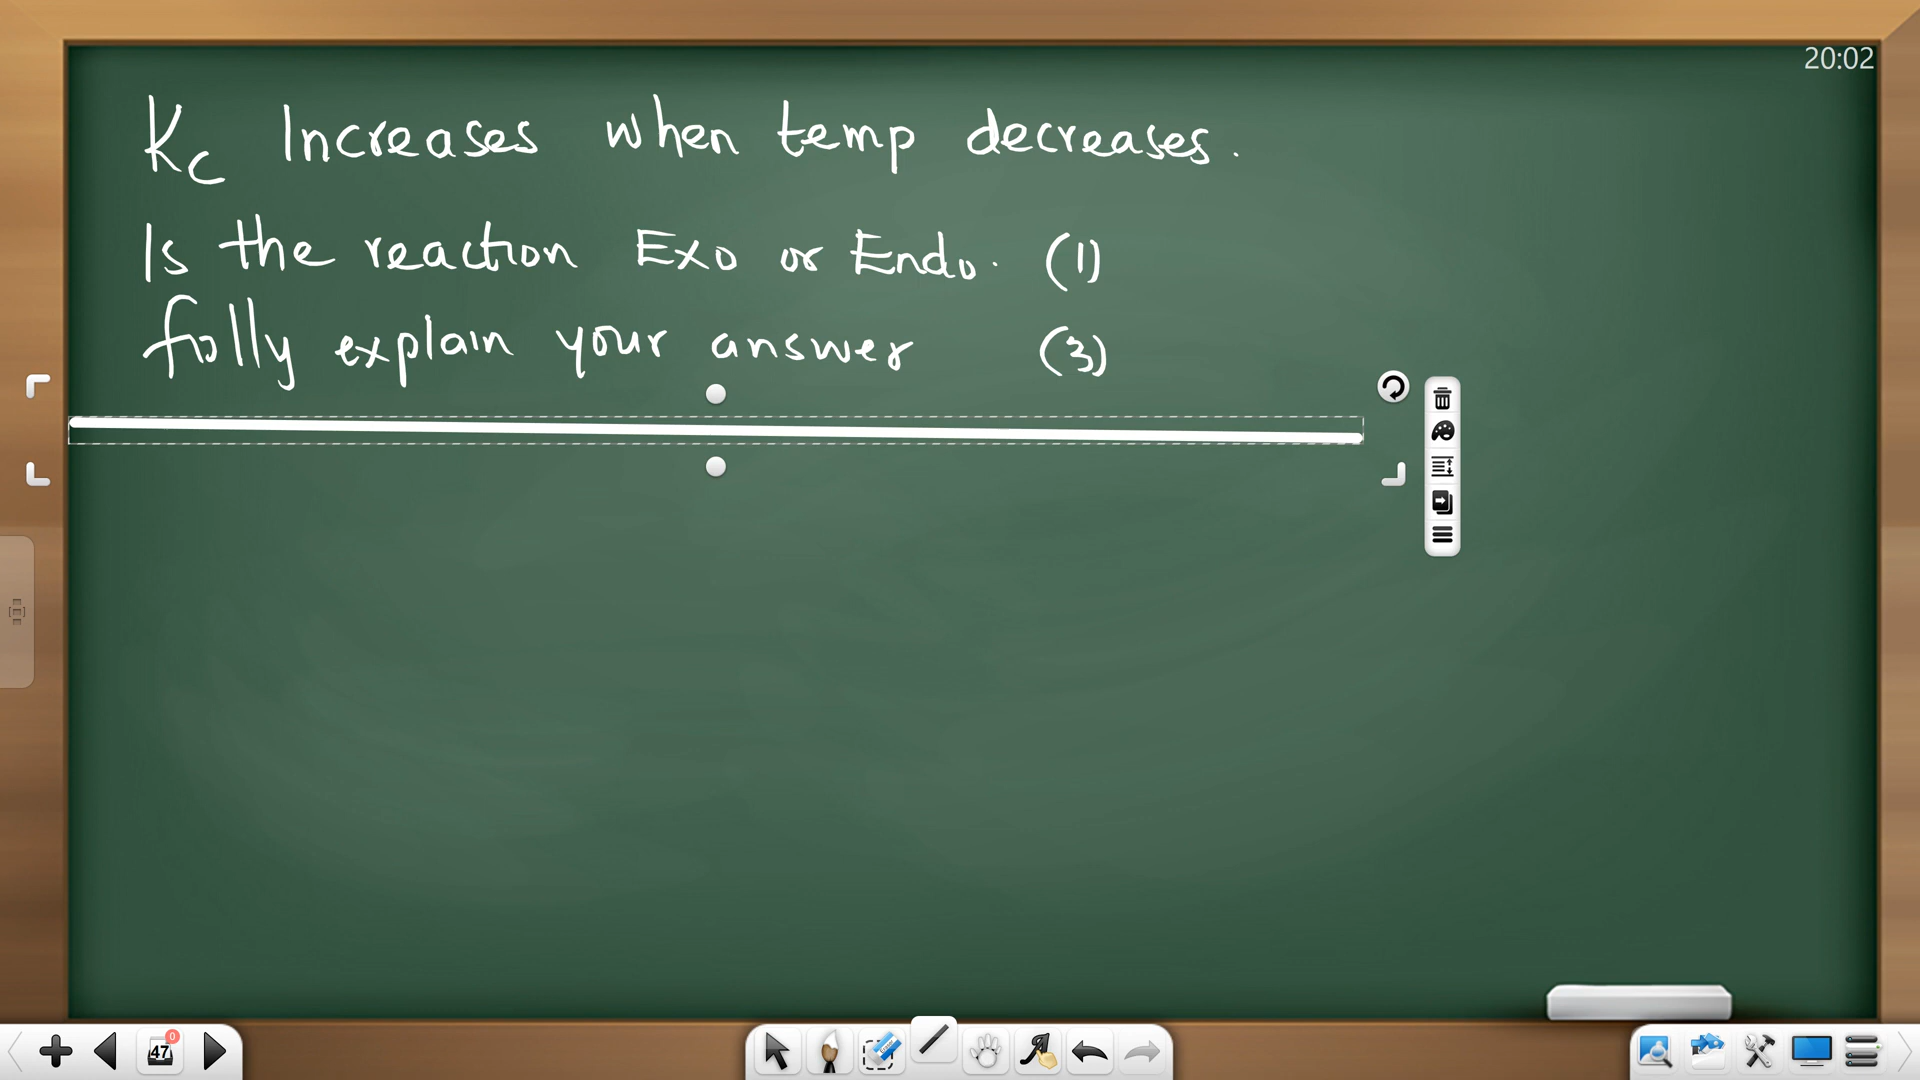 20:02
Kc Increases when temp decreases.
Is the reaction Exo or Endo. (1)
fully explain your answer (3)
47
0